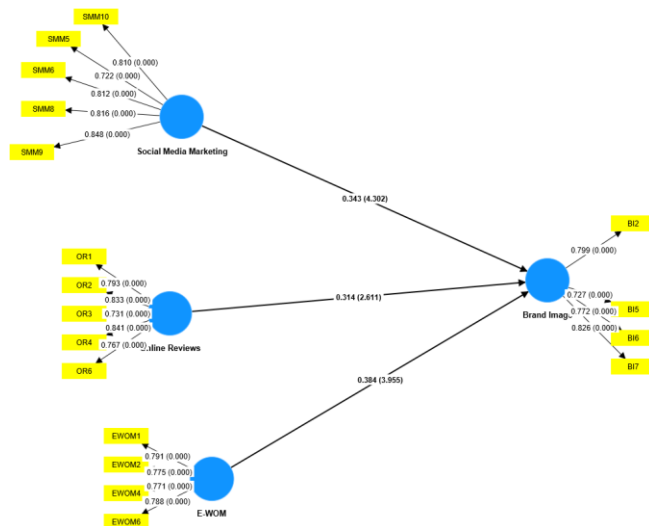 SMM10
SMM5
0.810 (0.000)
SMM6
0.722 (0.000)
0.812 (0.000)
SMM8
0.816 (0.000)
0.848 (0.000)
SMM9
Social Media Marketing
0.343 (4.302)
BI2
0.799 (0.000)
OR1
0.793 (0.000)
OR2
0.833 (0.000)
OR3
0.731 (0.000)
0.841 (0.000)
OR4
0.767 (0.000)
OR6
nline Reviews
0.314 (2.611)
0.727 (0.000)
0.772 (0.000)
0.826 (0.000)
Brand Imag
BI5
BI6
BI7
0.384 (3.955)
EWOM1
0.791 (0.000)
EWOM2
0.775 (0.000)
0.771 (0.000)
EWOM4
0.788 (0.000)
EWOM6
E-WOM